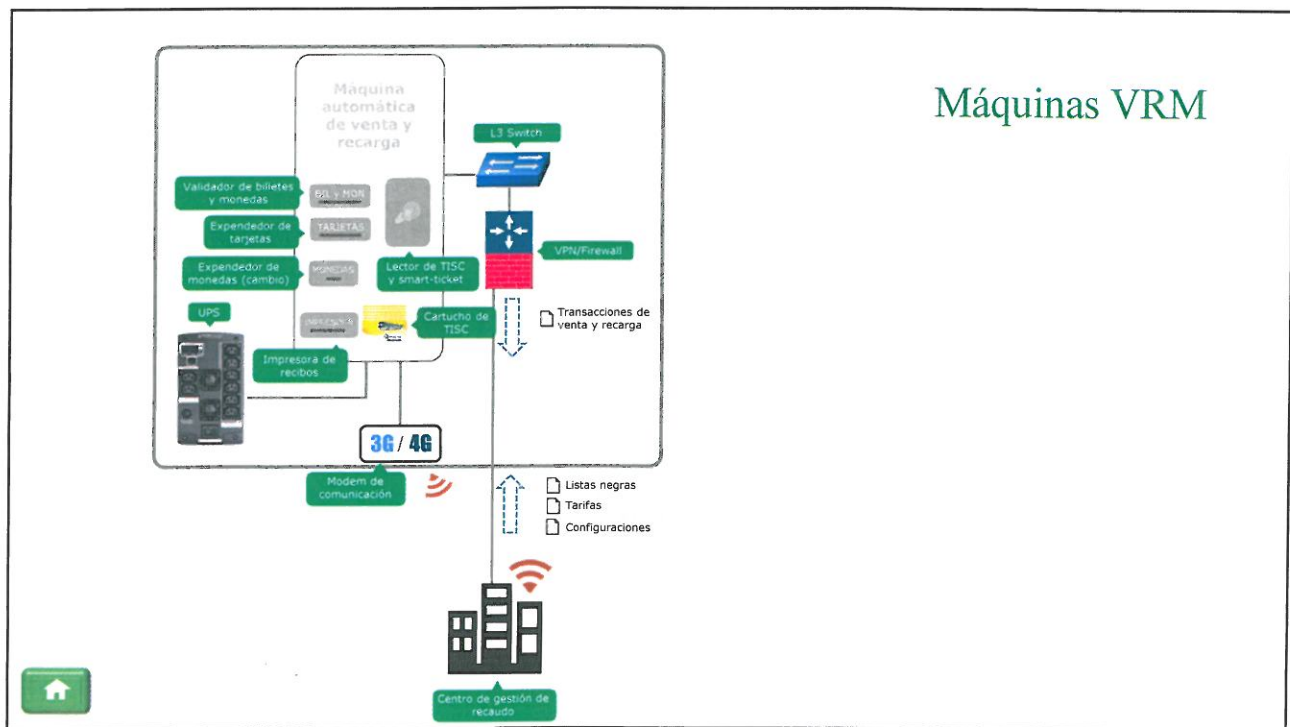 Máquinas VRM
Máquina
automática
de venta y
recarga
L3 Switch
Validador de billetes
y monedas
BIL y MON
Expendedor de
tarjetas
TARJETAS
VPN/Firewall
Expendedor de
monedas (cambio)
MONEDAS
Lector de TISC
y smart-ticket
UPS
Cartucho de
TISC
Transacciones de
venta y recarga
Impresora de
recibos
3G / 4G
Modem de
comunicación
Listas negras
Tarifas
Configuraciones
Centro de gestión de
recaudo